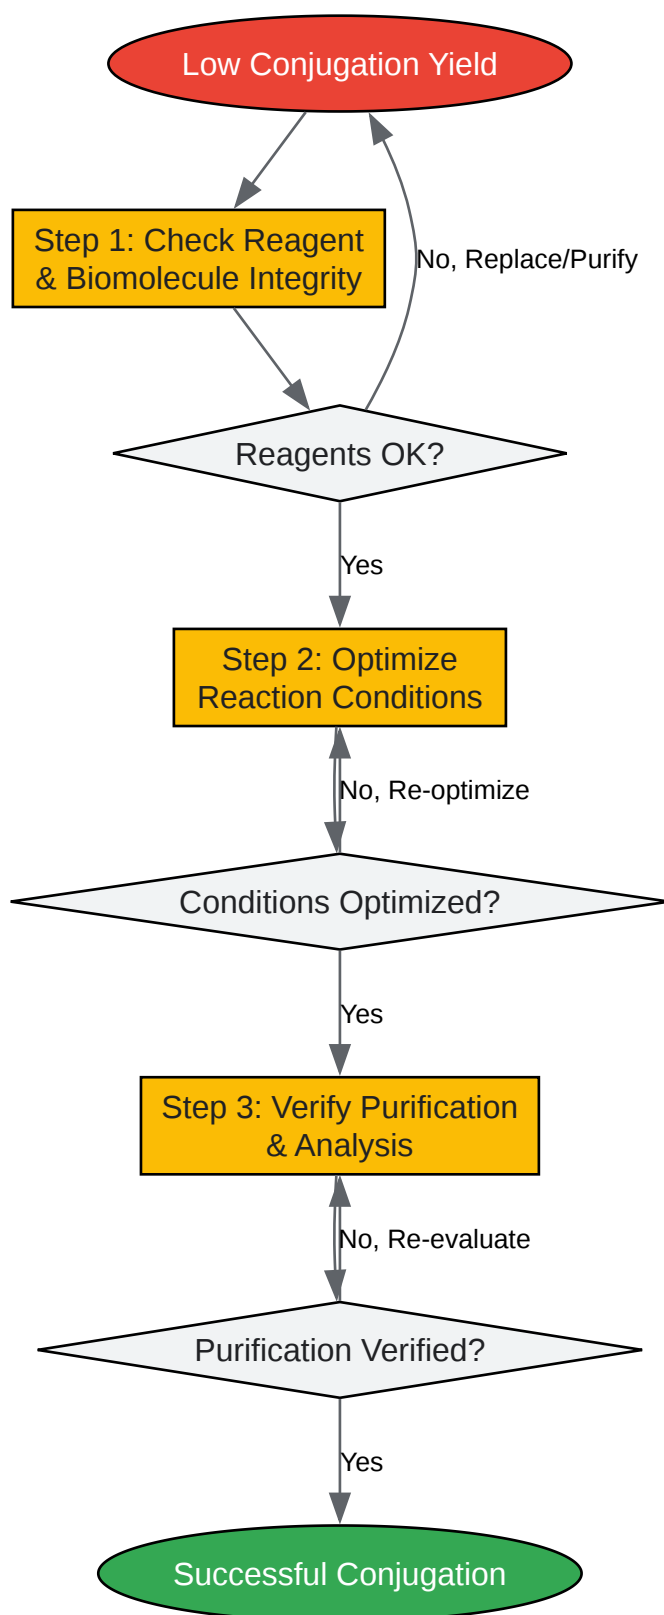 Low Conjugation Yield
Step 1: Check Reagent
& Biomolecule Integrity
No, Replace/Purify
Reagents OK?
Yes
Step 2: Optimize
Reaction Conditions
No, Re-optimize
Conditions Optimized?
Yes
Step 3: Verify Purification
& Analysis
No, Re-evaluate
Purification Verified?
Yes
Successful Conjugation